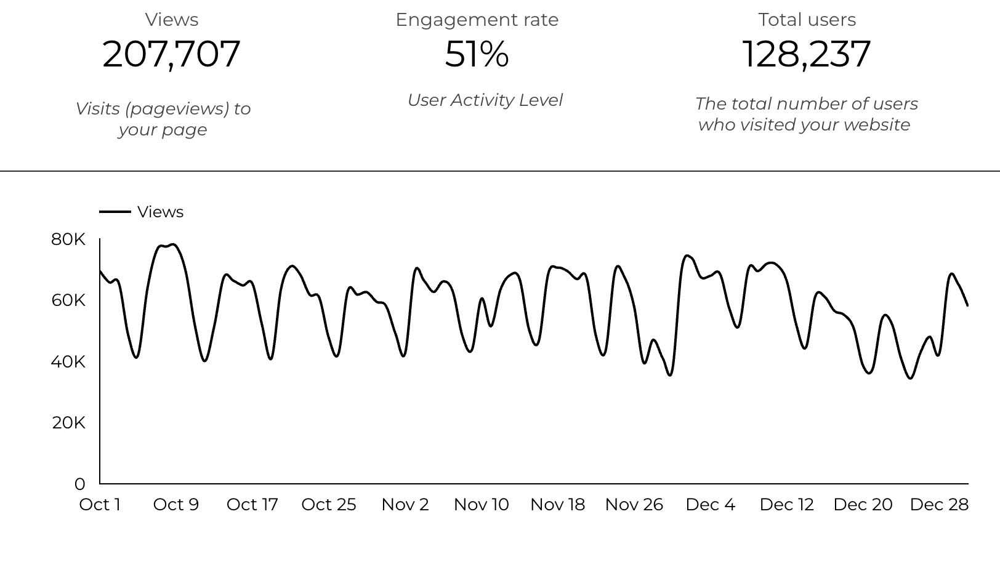 Views
207,707
Visits (pageviews) to
your page
Engagement rate
51%
User Activity Level
Total users
128,237
The total number of users
who visited your website
Views
80K
60K
40K
20K
0
Oct 1 Oct 9 Oct 17 Oct 25 Nov 2 Nov 10 Nov 18 Nov 26 Dec 4 Dec 12 Dec 20 Dec 28